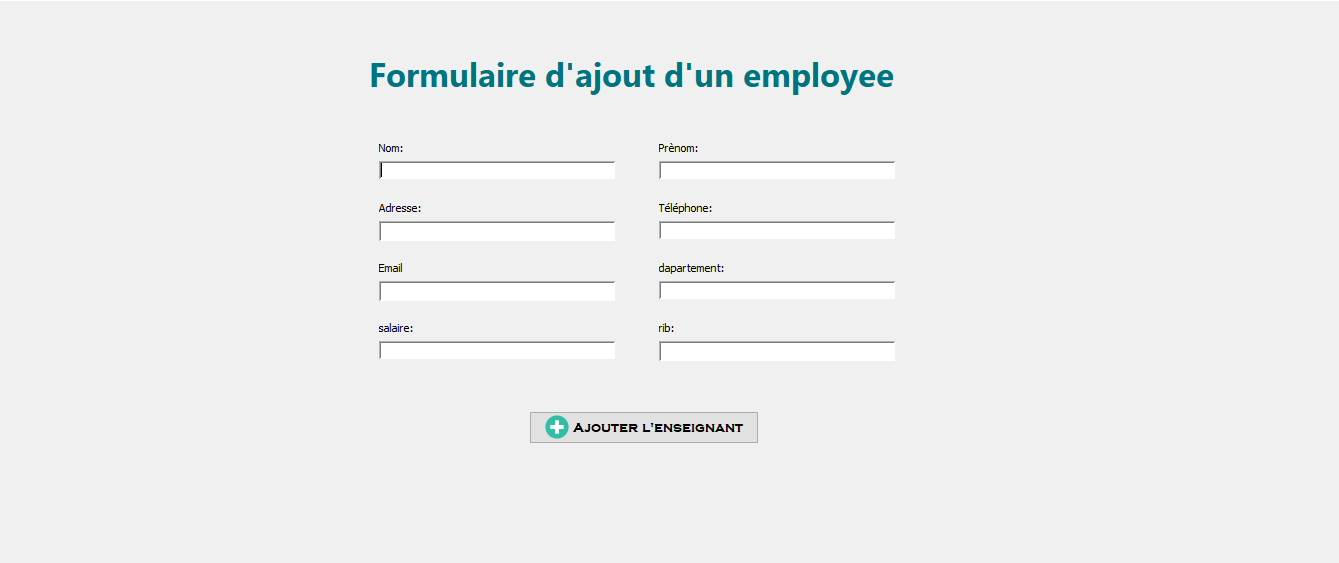 Formulaire d'ajout d'un employee
Nom:
Prènom:
Adresse:
Téléphone:
Email
dapartement:
salaire:
rib:
Ajouter l'enseignant